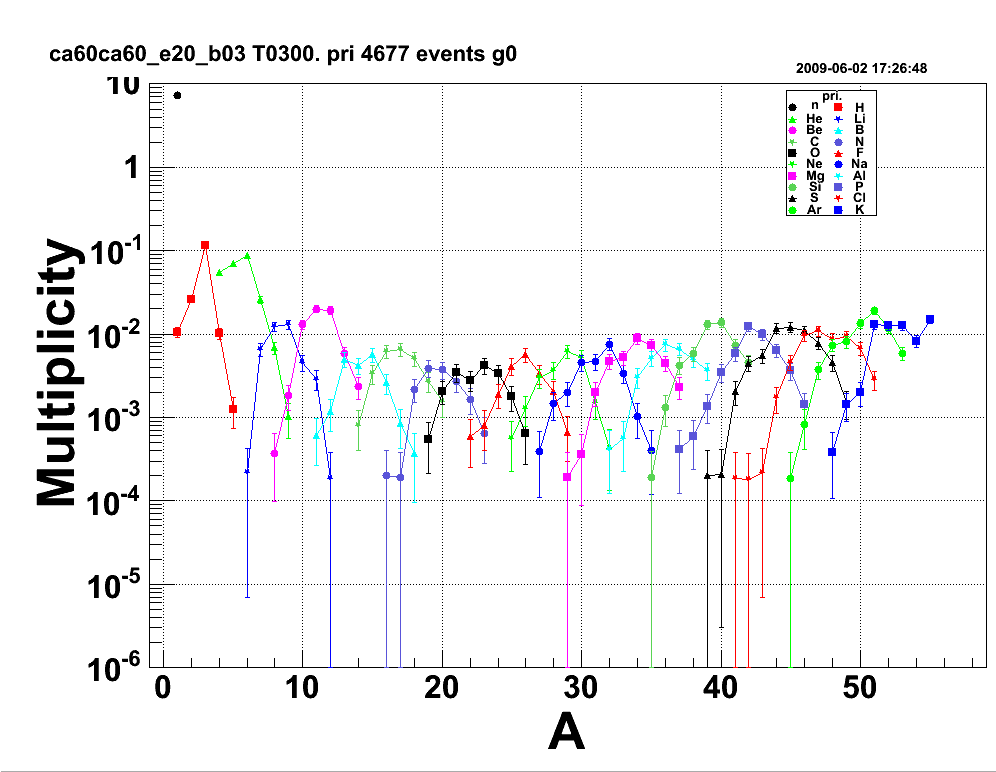 ca60ca60_e20_b03 T0300. pri 4677 events g0
2009-06-02 17:26:48
pri.
n H
He Li
Be B
C N
O F
Ne Na
Mg Al
Si P
S Cl
Ar K
Multiplicity
10
1
10-1
10-2
10-3
10-4
10-5
10-6
0 10 20 30 40 50
A